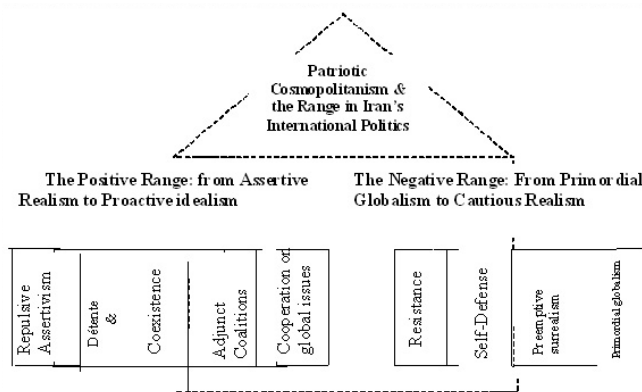 Patriotic
Cosmopolitanism &
the Range in Iran's
International Politics
The Positive Range: from Assertive
Realism to Proactive idealism
The Negative Range: From Primordial
Globalism to Cautious Realism
Repulsive
Assertivism
Détente
&
Coexistence
Adjunct
Coalitions
Cooperation on
global issues
Resistance
Self-Defense
Preemptive
surrealism
Primordial globalism